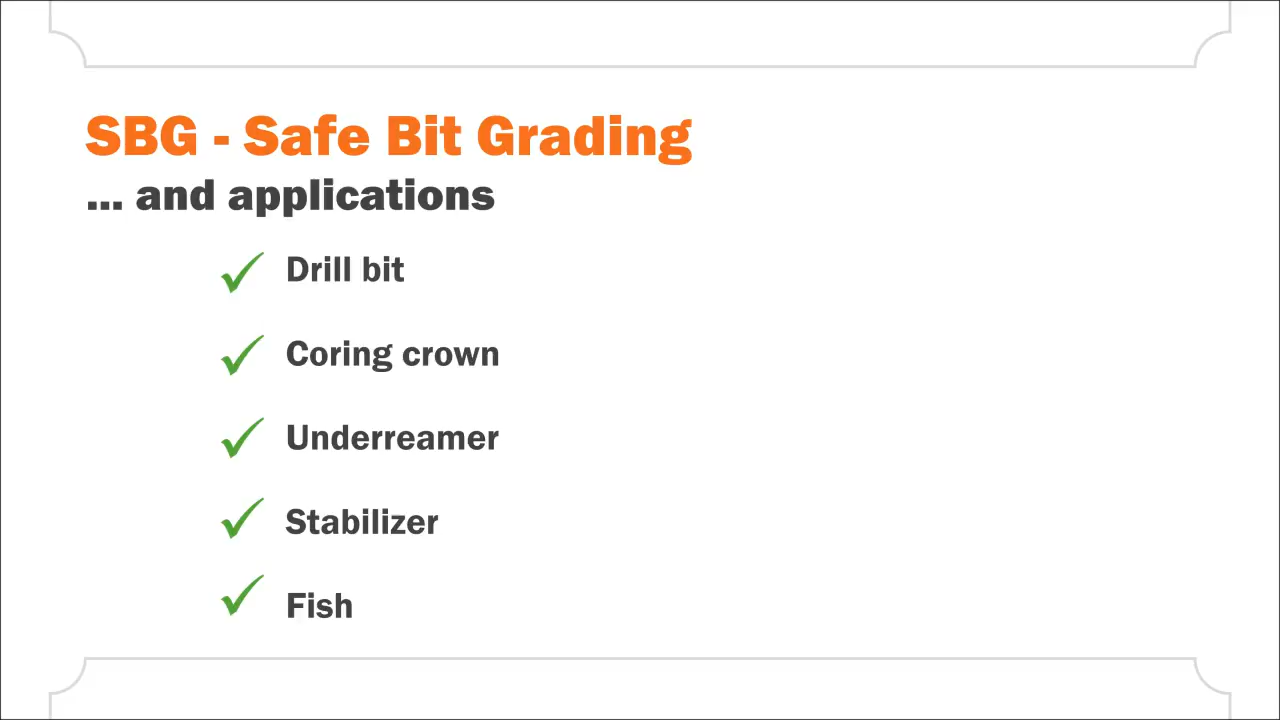 SBG - Safe Bit Grading
... and applications
Drill bit
Coring crown
Underreamer
Stabilizer
Fish